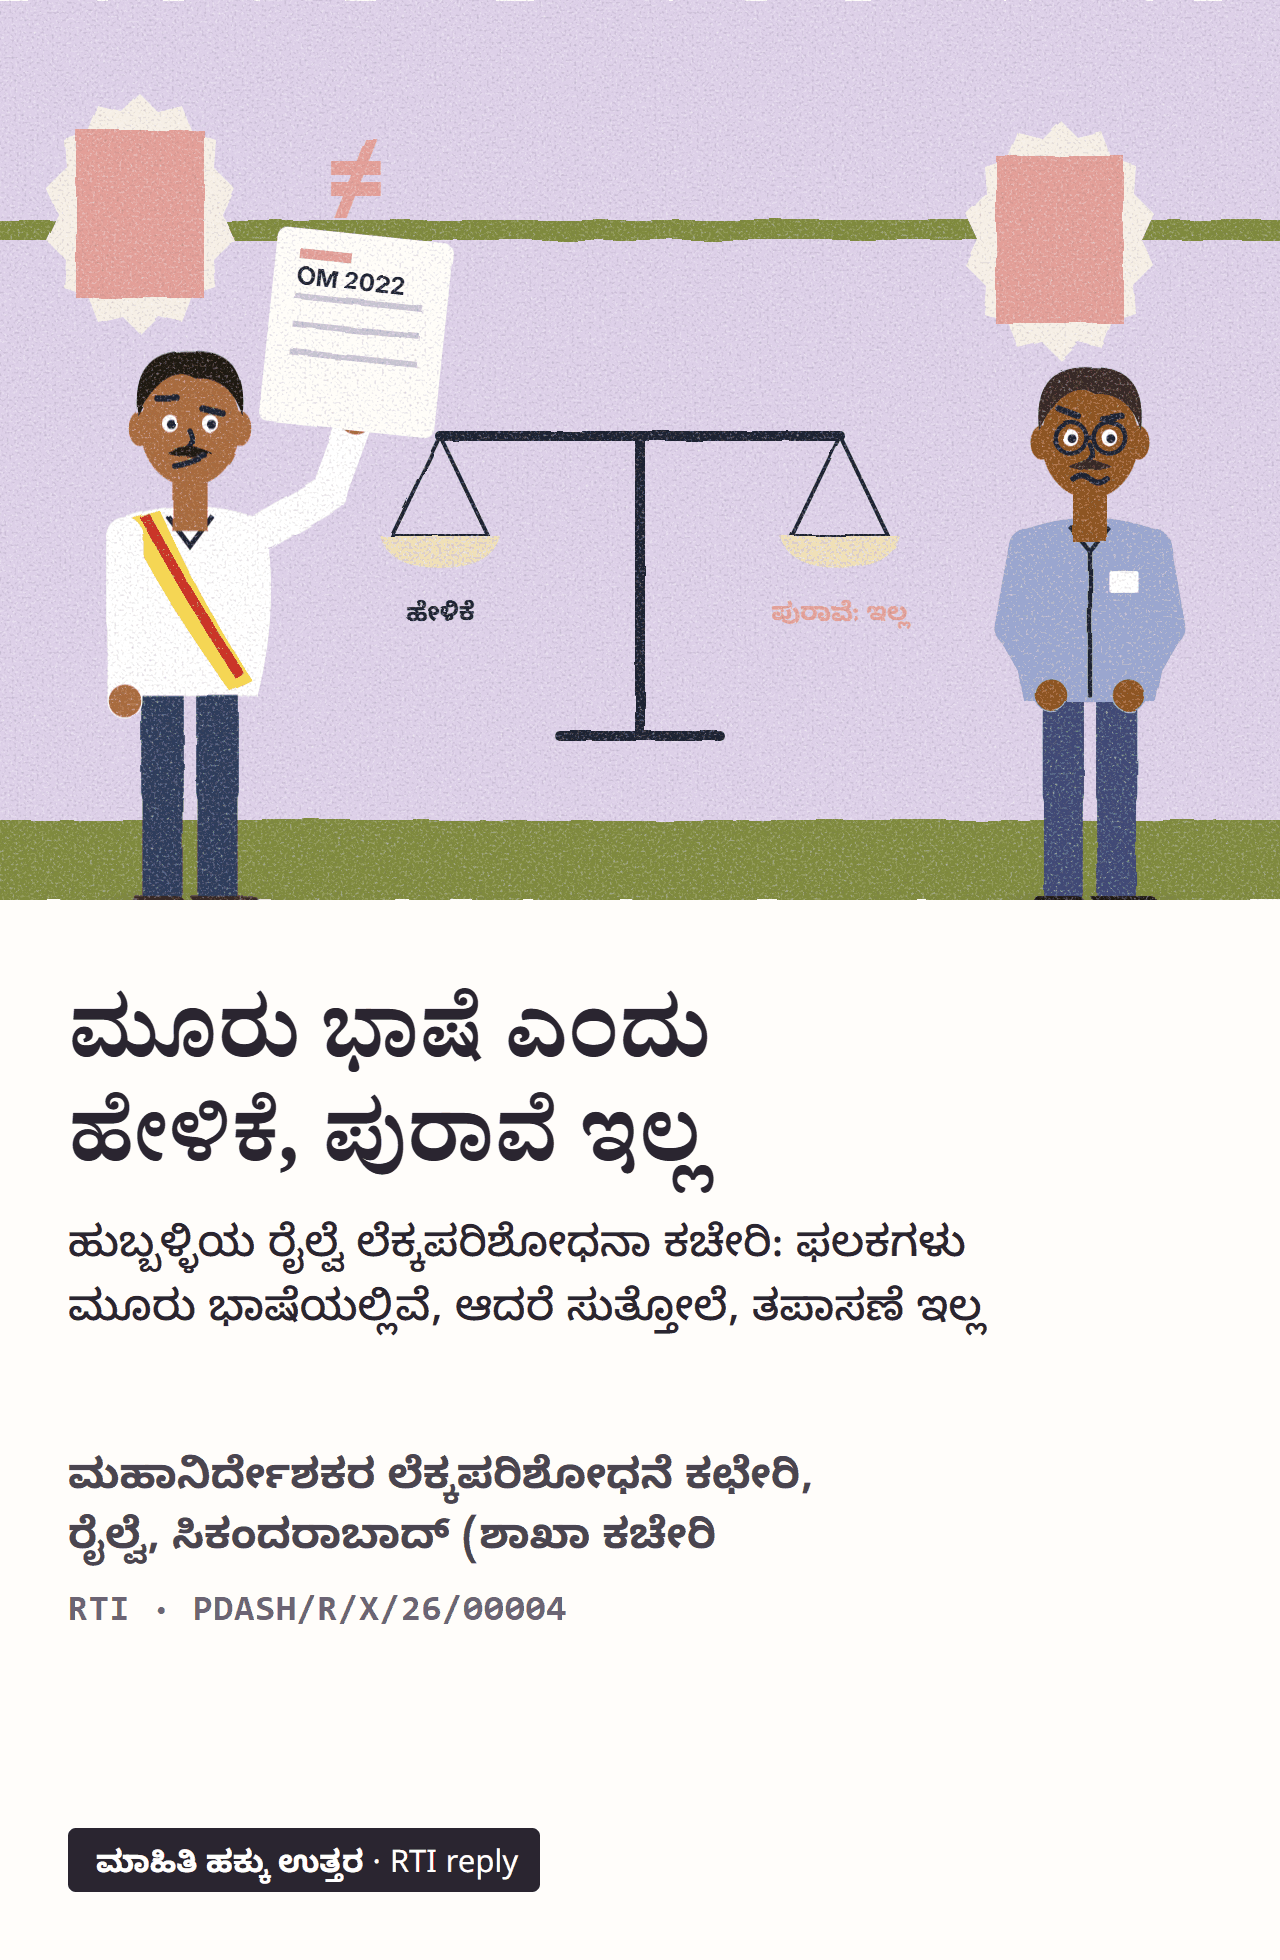 ≠
OM 2022
ಹೇಳಿಕೆ
ಪುರಾವೆ: ಇಲ್ಲ
ಮೂರು ಭಾಷೆ ಎಂದು
ಹೇಳಿಕೆ, ಪುರಾವೆ ಇಲ್ಲ
ಹುಬ್ಬಳ್ಳಿಯ ರೈಲ್ವೆ ಲೆಕ್ಕಪರಿಶೋಧನಾ ಕಚೇರಿ: ಫಲಕಗಳು
ಮೂರು ಭಾಷೆಯಲ್ಲಿವೆ, ಆದರೆ ಸುತ್ತೋಲೆ, ತಪಾಸಣೆ ಇಲ್ಲ
ಮಹಾನಿರ್ದೇಶಕರ ಲೆಕ್ಕಪರಿಶೋಧನೆ ಕಛೇರಿ,
ರೈಲ್ವೆ, ಸಿಕಂದರಾಬಾದ್ (ಶಾಖಾ ಕಚೇರಿ
RTI · PDASH/R/X/26/00004
ಮಾಹಿತಿ ಹಕ್ಕು ಉತ್ತರ · RTI reply